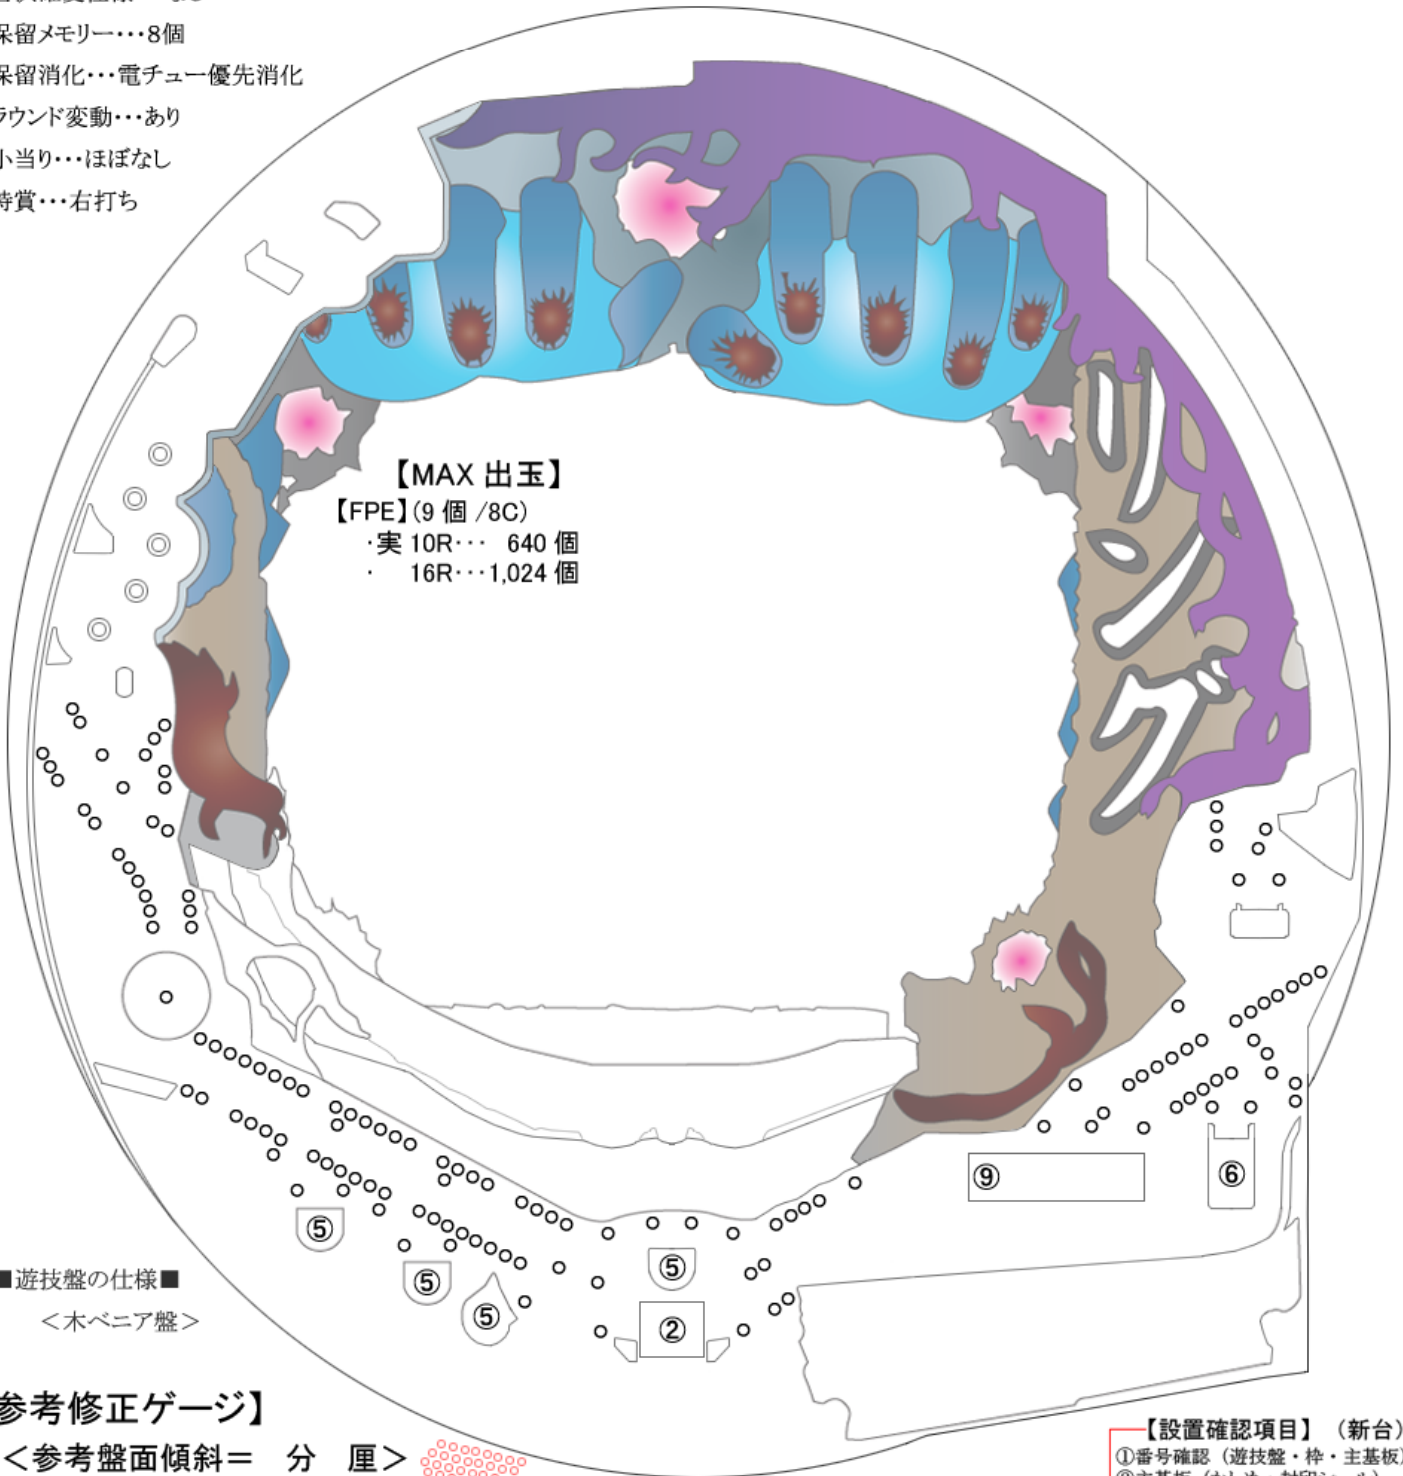 保留メモリー・・・8個
保留消化・・・電チュー優先消化
ラウンド変動・・・あり
小当り・・・ほぼなし
特賞・・・右打ち
リング
【MAX 出玉】
【FPE】(9 個 /8C)
・実 10R・・・ 640 個
・ 16R・・・1,024 個
⑨
⑥
⑤
⑤
⑤
⑤
②
■遊技盤の仕様■
＜木ベニア盤＞
参考修正ゲージ】
＜参考盤面傾斜＝ 分 厘＞
【設置確認項目】 （新台）
①番号確認（遊技盤・枠・主基板）